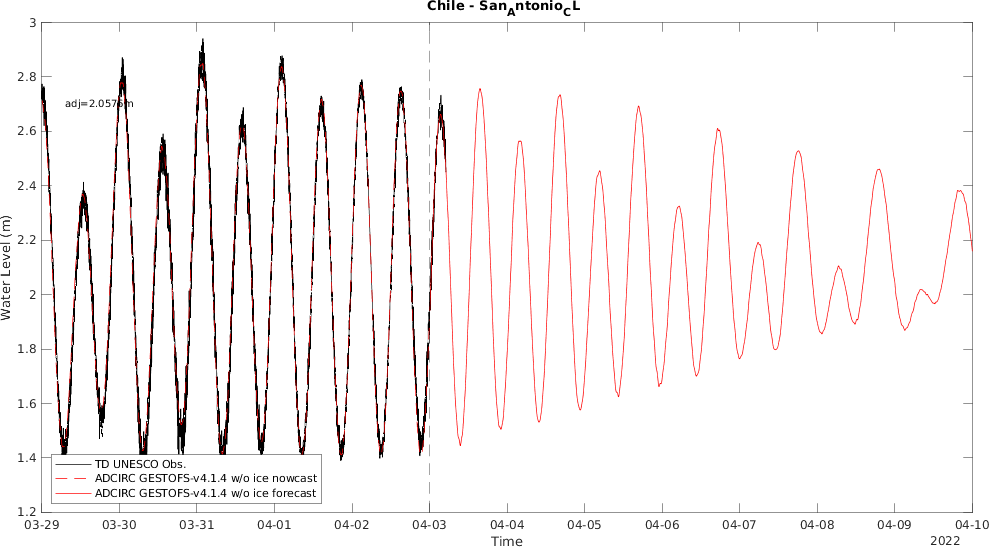 Chile - San_Antonio_CL
3
2.8
adj=2.0576m
2.6
2.4
2.2
2
1.8
1.6
1.4
1.2
Water Level (m)
TD UNESCO Obs.
ADCIRC GESTOFS-v4.1.4 w/o ice nowcast
ADCIRC GESTOFS-v4.1.4 w/o ice forecast
03-29 03-30 03-31 04-01 04-02 04-03 04-04 04-05 04-06 04-07 04-08 04-09 04-10
Time
2022